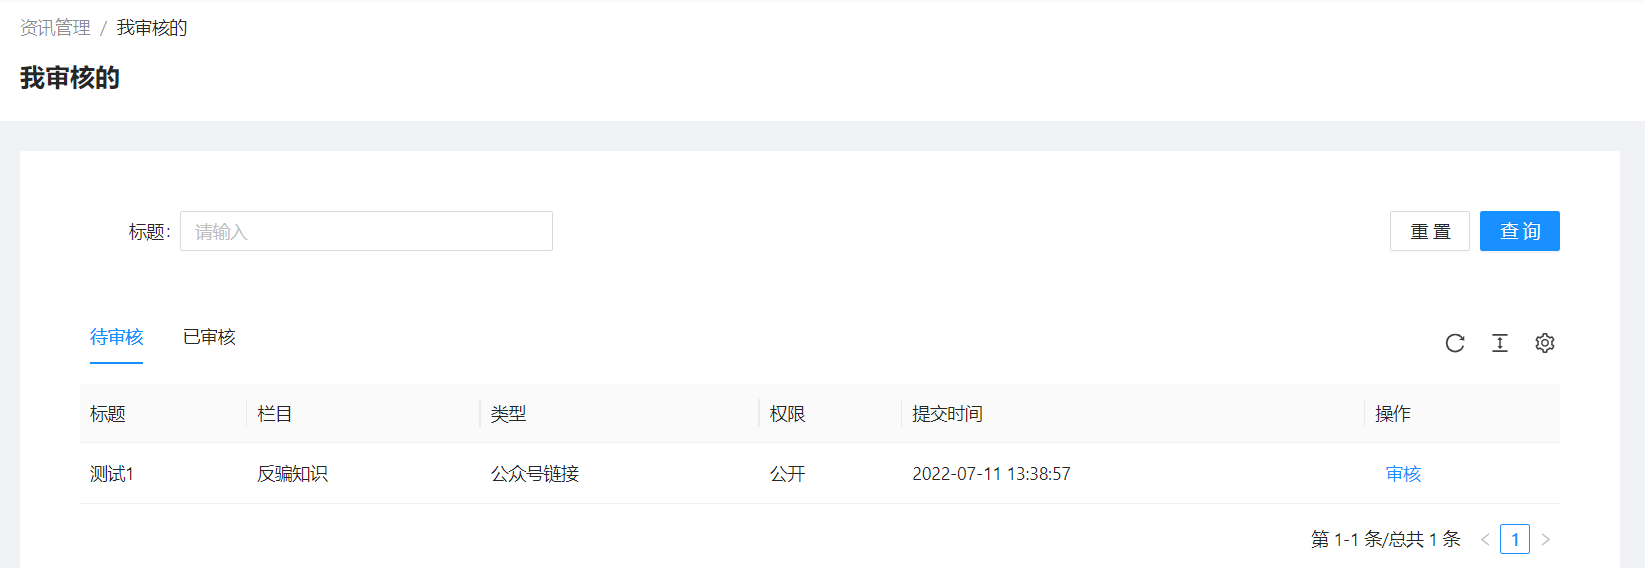 资讯管理 / 我审核的
我审核的
标题: 请输入 重置 查询
待审核 已审核
标题 栏目 类型 权限 提交时间 操作
测试1 反骗知识 公众号链接 公开 2022-07-11 13:38:57 审核
第 1-1 条/总共 1 条 < 1 >